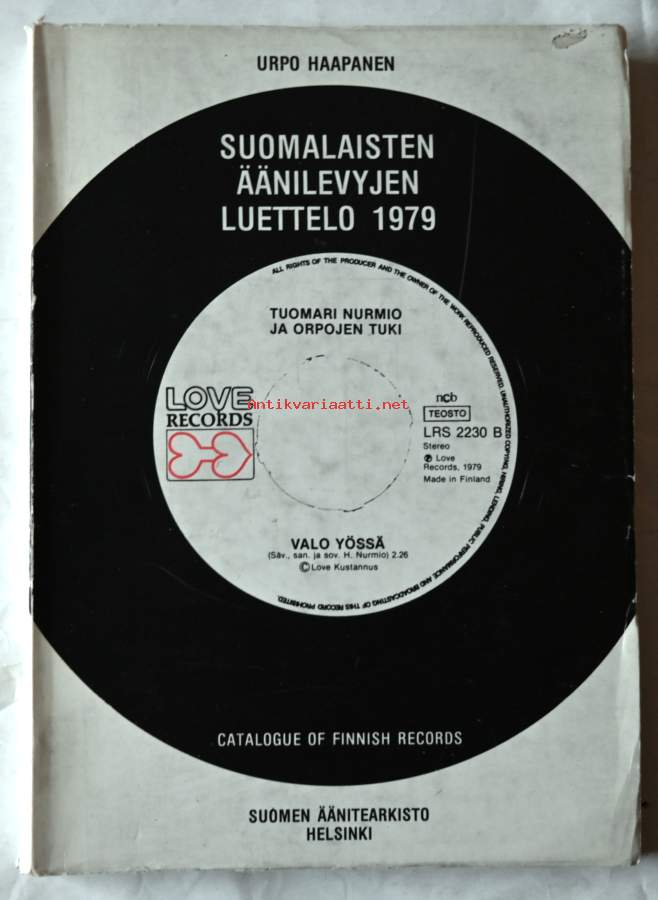 URPO HAAPANEN
SUOMALAISTEN
ÄÄNILEVYJEN
LUETTELO 1979
ALL RIGHTS OF THE PRODUCER AND THE OWNER OF THE WORK REPRODUCED RESERVED. UNAUTHORIZED COPYING, HIRING, LENDING, PUBLIC PERFORMANCE AND BROADCASTING OF THIS RECORD PROHIBITED.
TUOMARI NURMIO
JA ORPOJEN TUKI
LOVE
RECORDS
Antikvariaatti.net
ncb
TEOSTO
LRS 2230 B
Stereo
Ⓟ Love
Records, 1979
Made in Finland
VALO YÖSSÄ
(Säv., san. ja sov. H. Nurmio) 2.26
©Love Kustannus
CATALOGUE OF FINNISH RECORDS
SUOMEN ÄÄNITEARKISTO
HELSINKI